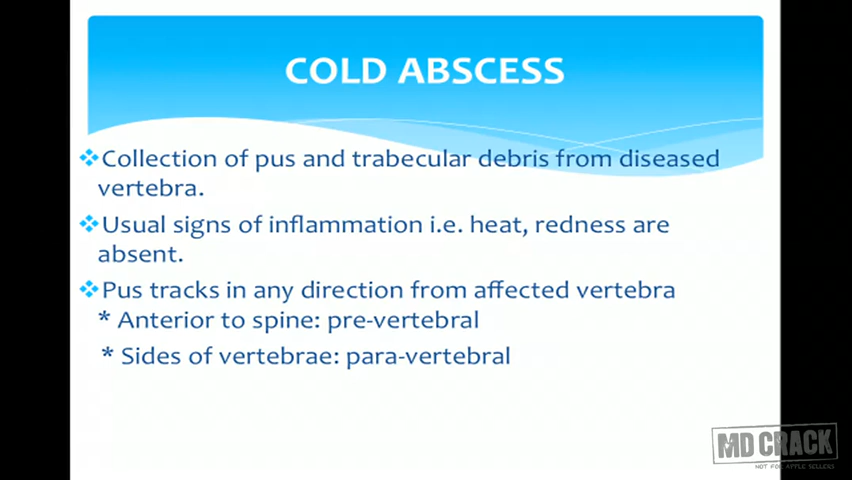 COLD ABSCESS
Collection of pus and trabecular debris from diseased
vertebra.
Usual signs of inflammation i.e. heat, redness are
absent.
Pus tracks in any direction from affected vertebra
* Anterior to spine: pre-vertebral
* Sides of vertebrae: para-vertebral
MD CRACK
NOT FOR APPLE SELLERS